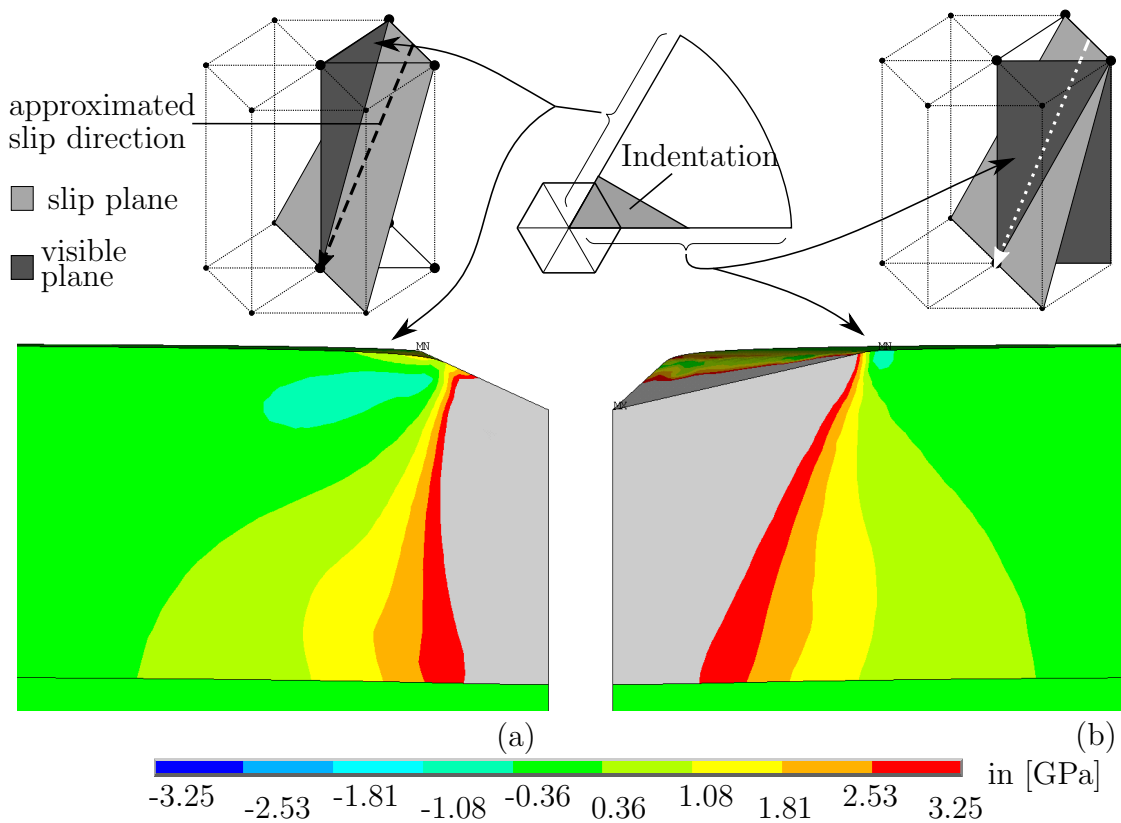 approximated
slip direction
slip plane
visible
plane
Indentation
MN
MN
MX
(a)
(b)
-3.25
-2.53
-1.81
-1.08
-0.36
0.36
1.08
1.81
2.53
3.25
in [GPa]